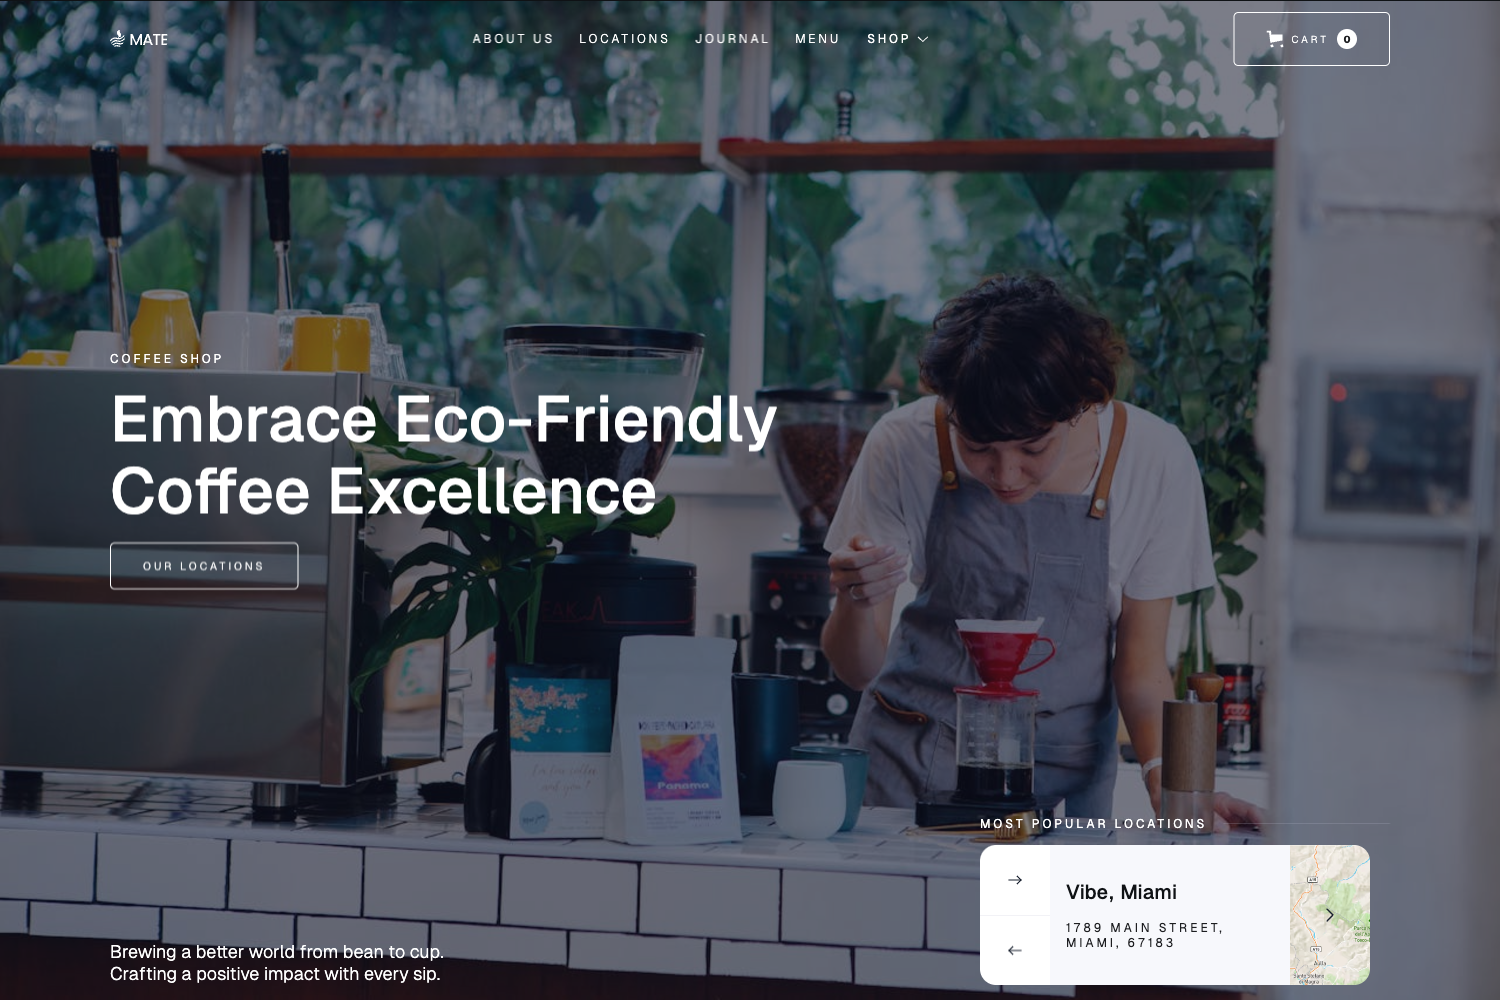 MATE
ABOUT US
LOCATIONS
JOURNAL
MENU
SHOP
CART 0
COFFEE SHOP
Embrace Eco-Friendly
Coffee Excellence
OUR LOCATIONS
Panama
MOST POPULAR LOCATIONS
Vibe, Miami
1789 MAIN STREET,
MIAMI, 67183
Aulla
Brewing a better world from bean to cup.
Crafting a positive impact with every sip.